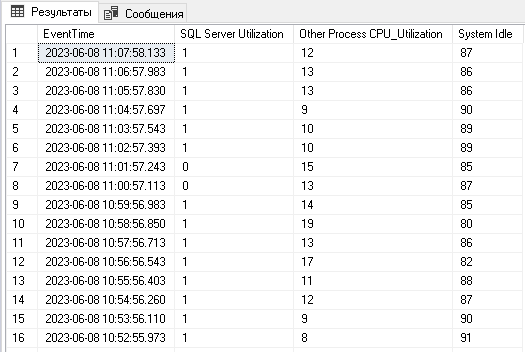 Результаты Сообщения
EventTime SQL Server Utilization Other Process CPU_Utilization System Idle
1 2023-06-08 11:07:58.133 1 12 87
2 2023-06-08 11:06:57.983 1 13 86
3 2023-06-08 11:05:57.830 1 13 86
4 2023-06-08 11:04:57.697 1 9 90
5 2023-06-08 11:03:57.543 1 10 89
6 2023-06-08 11:02:57.393 1 10 89
7 2023-06-08 11:01:57.243 0 15 85
8 2023-06-08 11:00:57.113 0 13 87
9 2023-06-08 10:59:56.983 1 14 85
10 2023-06-08 10:58:56.850 1 19 80
11 2023-06-08 10:57:56.713 1 13 86
12 2023-06-08 10:56:56.543 1 17 82
13 2023-06-08 10:55:56.403 1 11 88
14 2023-06-08 10:54:56.260 1 12 87
15 2023-06-08 10:53:56.110 1 9 90
16 2023-06-08 10:52:55.973 1 8 91